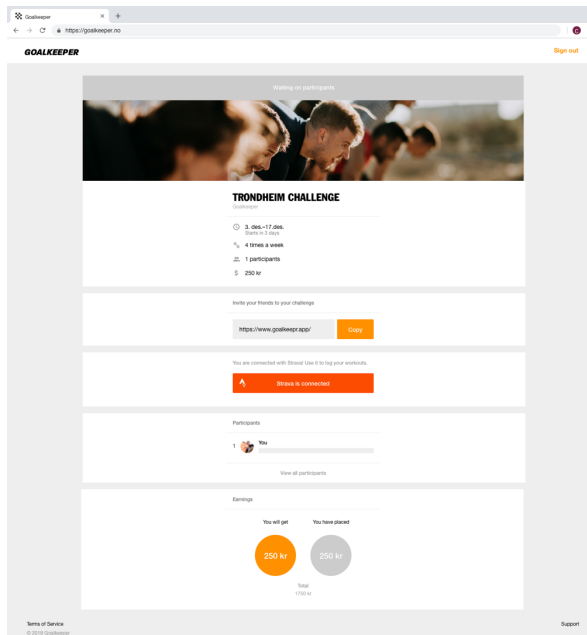 Goalkeeper
https://goalkeeper.no
C
GOALKEEPER
Sign out
Waiting on participants
TRONDHEIM CHALLENGE
Goalkeeper
3. des.–17.des.
Starts in 3 days
4 times a week
1 participants
$ 250 kr
Invite your friends to your challenge
https://www.goalkeepr.app/
Copy
You are connected with Strava! Use it to log your workouts.
Strava is connected
Participants
1 You
View all participants
Earnings
You will get You have placed
250 kr 250 kr
Total
1750 kr
Terms of Service Support
© 2018 Goalkeeper